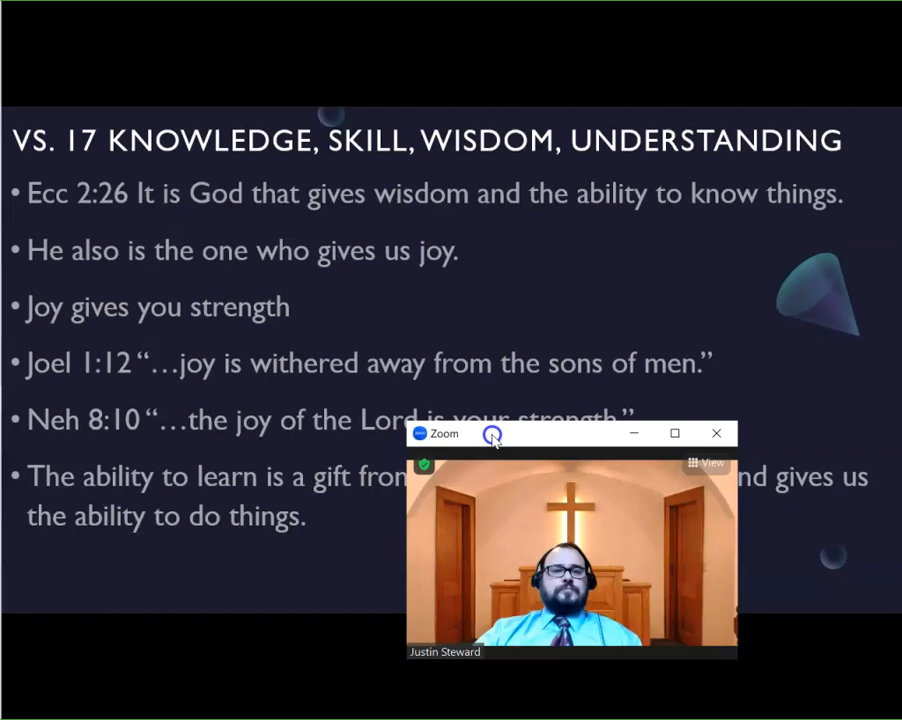 VS. 17 KNOWLEDGE, SKILL, WISDOM, UNDERSTANDING
• Ecc 2:26 It is God that gives wisdom and the ability to know things.
• He also is the one who gives us joy.
• Joy gives you strength
• Joel 1:12 “…joy is withered away from the sons of men.”
• Neh 8:10 “…the joy of the Lord is your strength.”
Zoom
View
• The ability to learn is a gift from nd gives us
the ability to do things.
Justin Steward